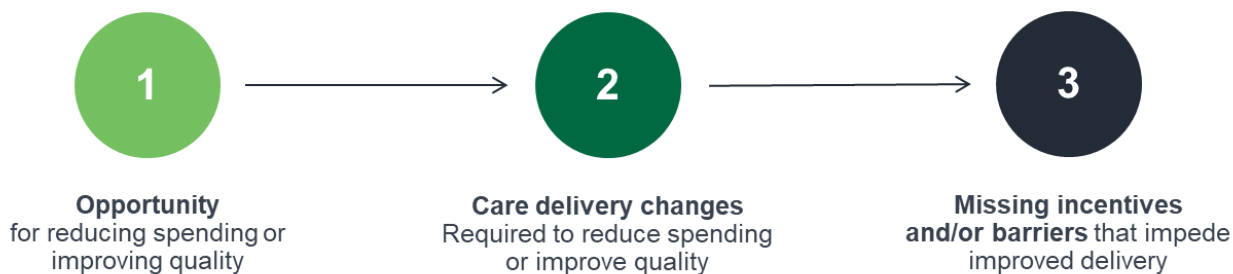 1
2
3
Opportunity
for reducing spending or
improving quality
Care delivery changes
Required to reduce spending
or improve quality
Missing incentives
and/or barriers that impede
improved delivery